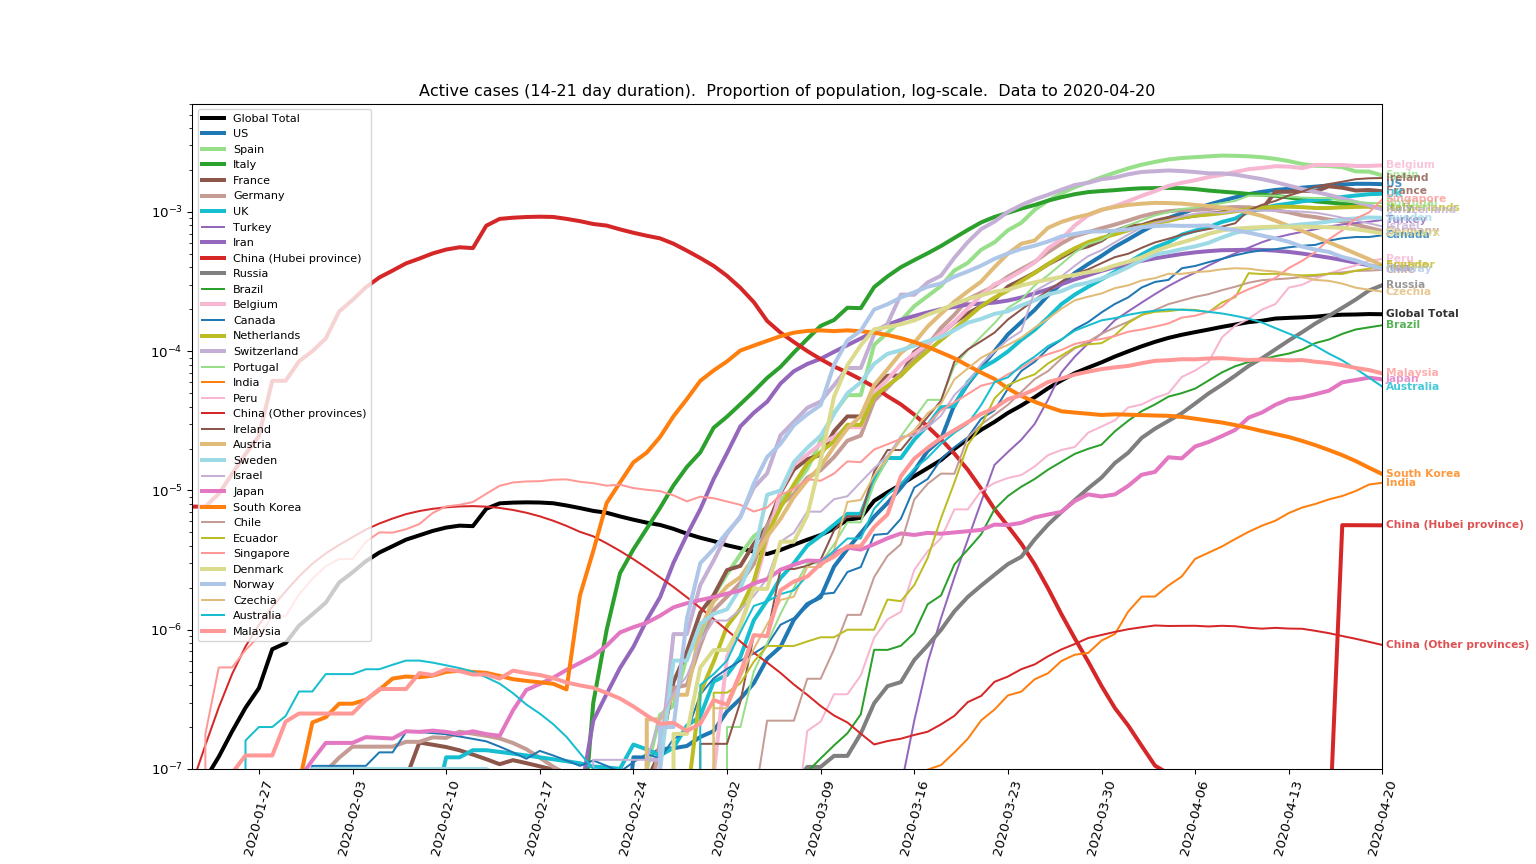 Active cases (14-21 day duration).  Proportion of population, log-scale.  Data to 2020-04-20
Global Total
US
Spain
Italy
France
Germany
UK
Turkey
Iran
China (Hubei province)
Russia
Brazil
Belgium
Canada
Netherlands
Switzerland
Portugal
India
Peru
China (Other provinces)
Ireland
Austria
Sweden
Israel
Japan
South Korea
Chile
Ecuador
Singapore
Denmark
Norway
Czechia
Australia
Malaysia
10⁻³
10⁻⁴
10⁻⁵
10⁻⁶
10⁻⁷
Belgium
Ireland
US
France
Singapore
Turkey
Canada
Peru
Ecuador
Russia
Czechia
Global Total
Brazil
Malaysia
Japan
Australia
South Korea
India
China (Hubei province)
China (Other provinces)
2020-01-27
2020-02-03
2020-02-10
2020-02-17
2020-02-24
2020-03-02
2020-03-09
2020-03-16
2020-03-23
2020-03-30
2020-04-06
2020-04-13
2020-04-20